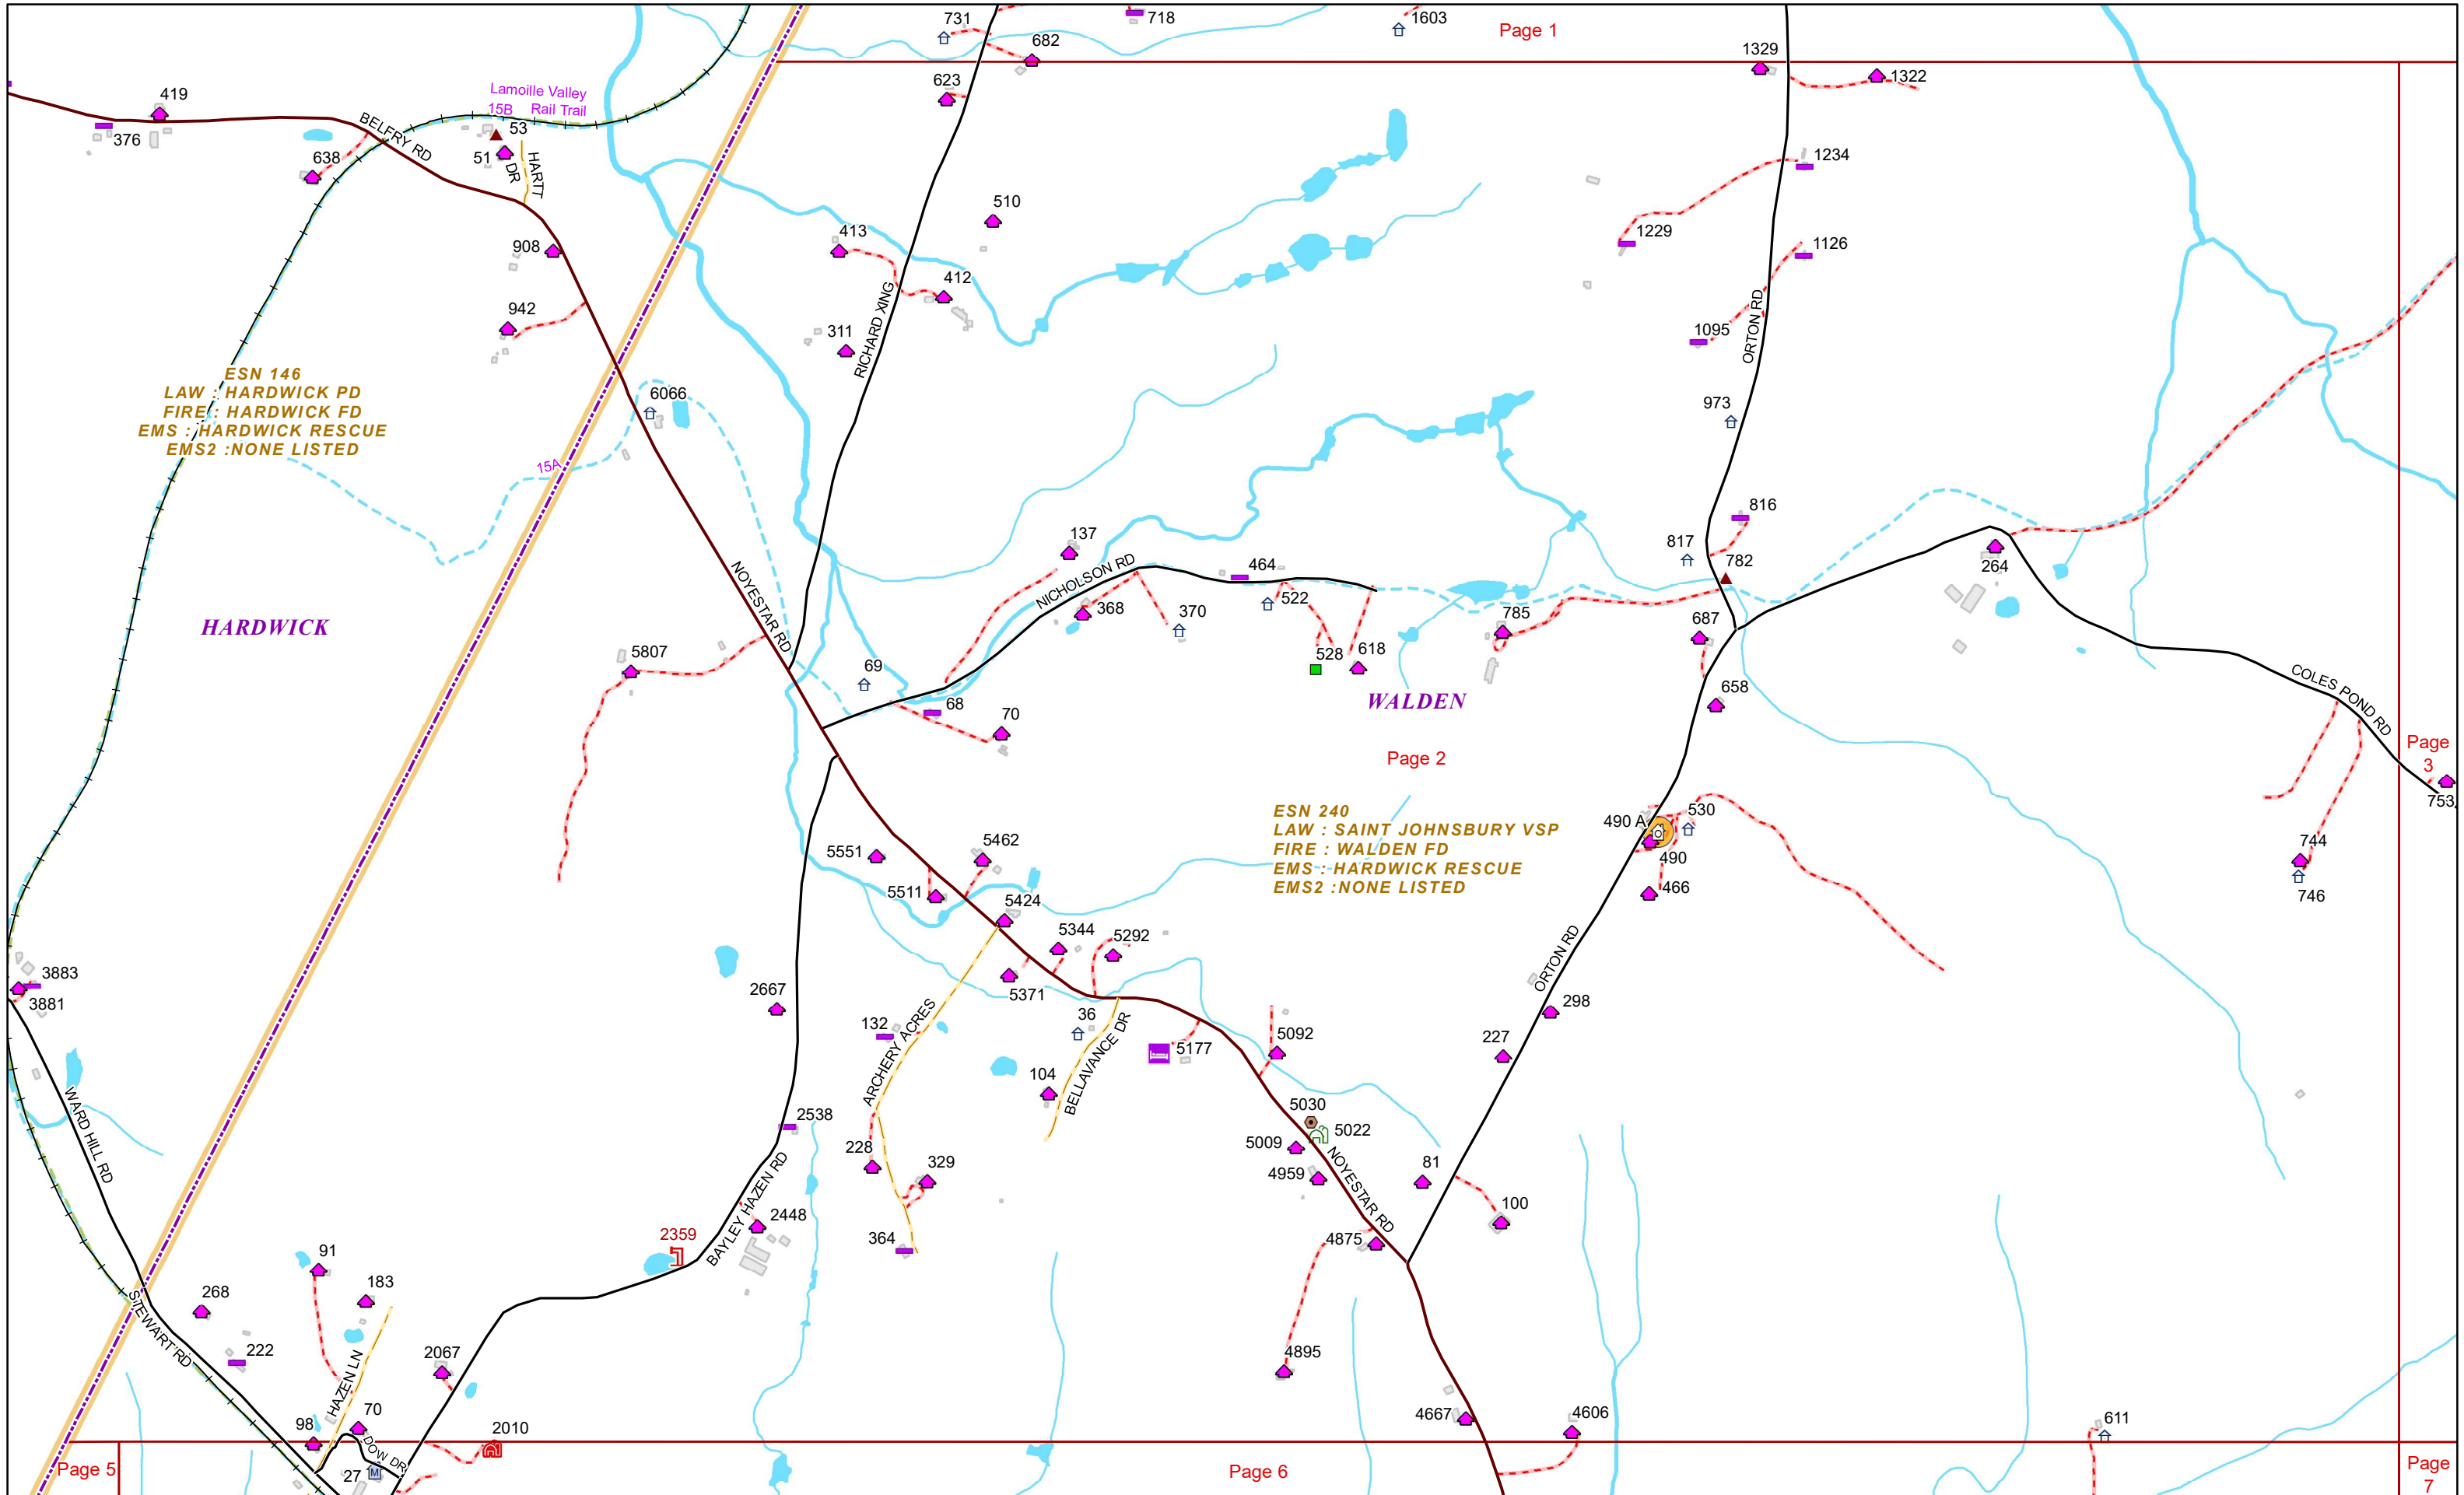 731
718
1603
Page 1
682
1329
1322
623
419
376
Lamoille Valley
15B Rail Trail
BELFRY RD
53
51
HARTT
DR
638
1234
510
413
908
1229
1126
412
942
311
RICHARD XING
ORTON RD
1095
ESN 146
LAW : HARDWICK PD
FIRE : HARDWICK FD
EMS : HARDWICK RESCUE
EMS2 :NONE LISTED
6066
973
15A
816
137
817
782
NOYESTAR RD
NICHOLSON RD
464
264
368
370
522
785
687
HARDWICK
5807
69
528
618
658
68
70
WALDEN
COLES POND RD
Page 2
Page
3
753
ESN 240
LAW : SAINT JOHNSBURY VSP
FIRE : WALDEN FD
EMS : HARDWICK RESCUE
EMS2 :NONE LISTED
530
490 A
490
466
744
746
5551
5462
5511
5424
5344
5292
5371
3883
3881
2667
ORTON RD
298
227
132
ARCHERY ACRES
36
BELLAVANCE DR
5177
5092
104
WARD HILL RD
2538
5030
5022
5009
4959
NOYESTAR RD
228
329
81
100
2448
BAYLEY HAZEN RD
2359
364
4875
91
183
268
STEWART RD
222
HAZEN LN
2067
4895
98
70
DOW DR
2010
4667
4606
611
27
Page 5
Page 6
Page
7